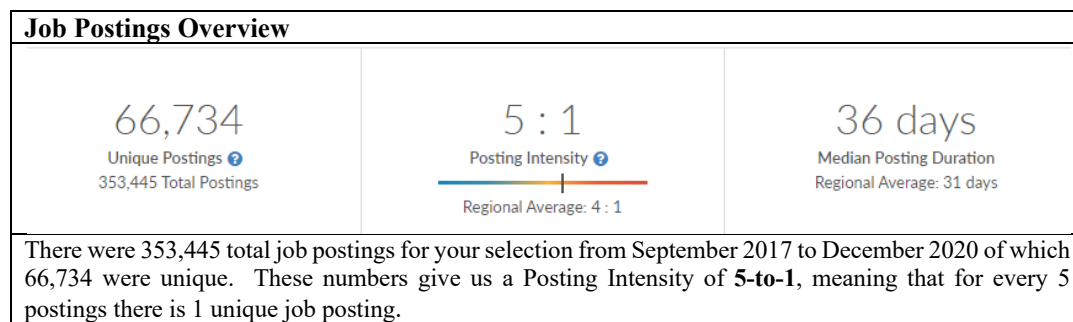 Job Postings Overview
66,734
Unique Postings ?
353,445 Total Postings
5 : 1
Posting Intensity ?
Regional Average: 4 : 1
36 days
Median Posting Duration
Regional Average: 31 days
There were 353,445 total job postings for your selection from September 2017 to December 2020 of which
66,734 were unique.  These numbers give us a Posting Intensity of 5-to-1, meaning that for every 5
postings there is 1 unique job posting.